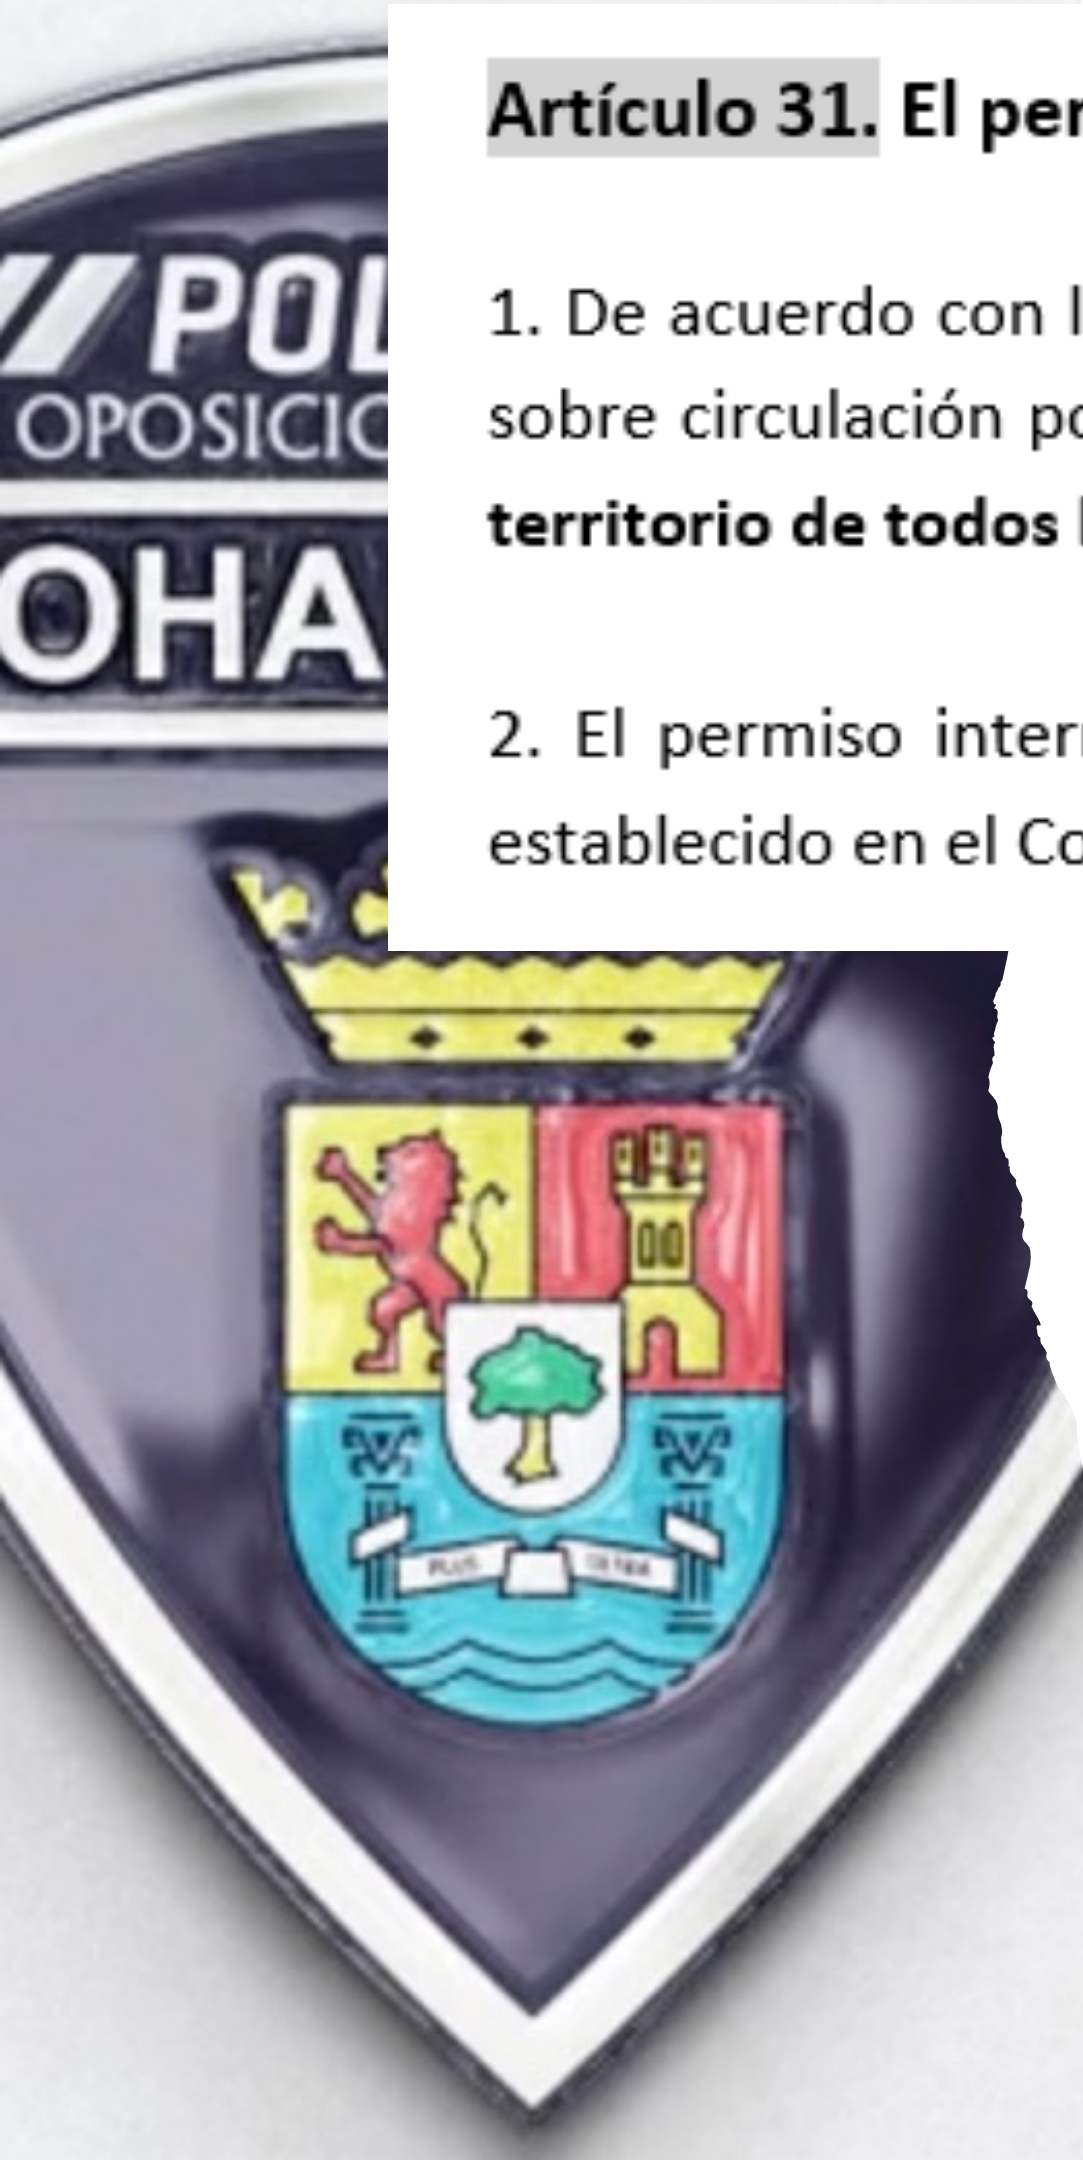 Artículo 31. El per
1. De acuerdo con l
sobre circulación po
territorio de todos l
2. El permiso inter
establecido en el Co
// POL
OPOSICIO
OHA
PLUS ULTRA